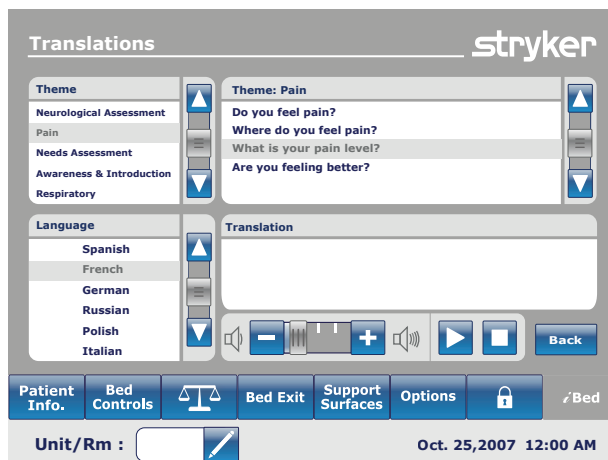 Translations
stryker
Theme
Neurological Assessment
Pain
Needs Assessment
Awareness & Introduction
Respiratory
Theme: Pain
Do you feel pain?
Where do you feel pain?
What is your pain level?
Are you feeling better?
Language
Spanish
French
German
Russian
Polish
Italian
Translation
Back
Patient
Info.
Bed
Controls
Bed Exit
Support
Surfaces
Options
iBed
Unit/Rm :
Oct. 25,2007 12:00 AM